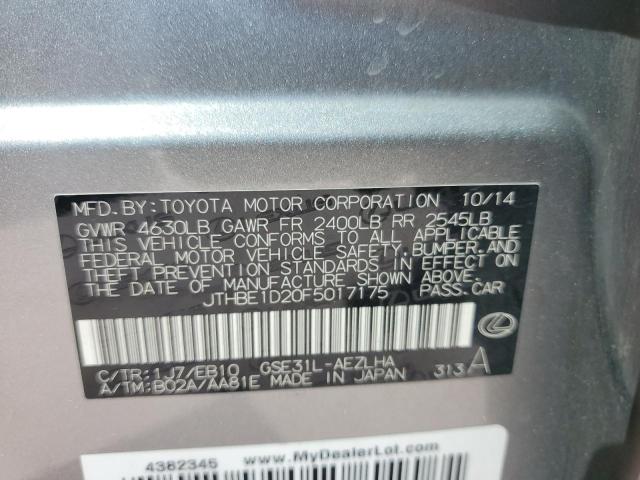 MFD.BY:TOYOTA MOTOR CORPORATION 10/14
GVWR 4630LB GAWR FR 2400LB RR 2545LB
THIS VEHICLE CONFORMS TO ALL APPLICABLE
FEDERAL MOTOR VEHICLE SAFETY, BUMPER, AND
THEFT PREVENTION STANDARDS IN EFFECT ON
THE DATE OF MANUFACTURE SHOWN ABOVE.
JTHBE1D20F5017175 PASS.CAR
C/TR:1J7/EB10 GSE31L-AEZLHA
A/TM:B02A/AA81E MADE IN JAPAN 313A
4382345 www.MyDealerLot.com